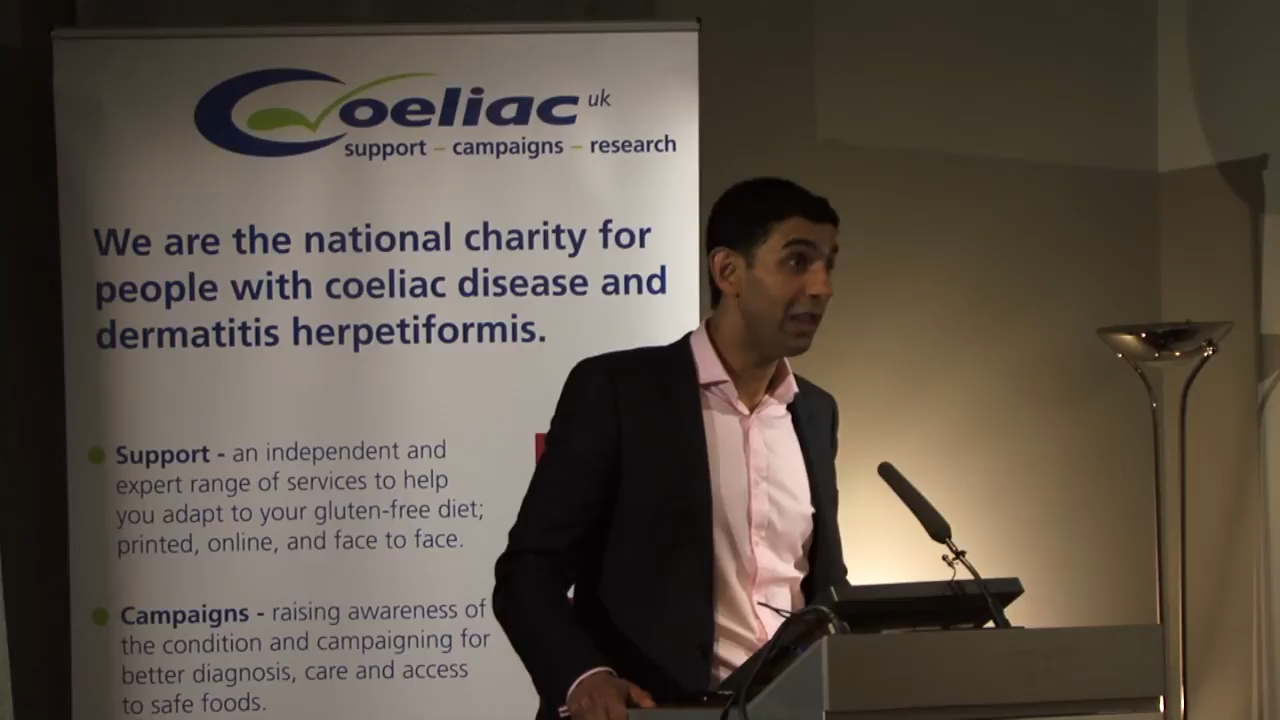 Coeliac uk
support – campaigns – research
We are the national charity for
people with coeliac disease and
dermatitis herpetiformis.
Support - an independent and
expert range of services to help
you adapt to your gluten-free diet;
printed, online, and face to face.
Campaigns - raising awareness of
the condition and campaigning for
better diagnosis, care and access
to safe foods.